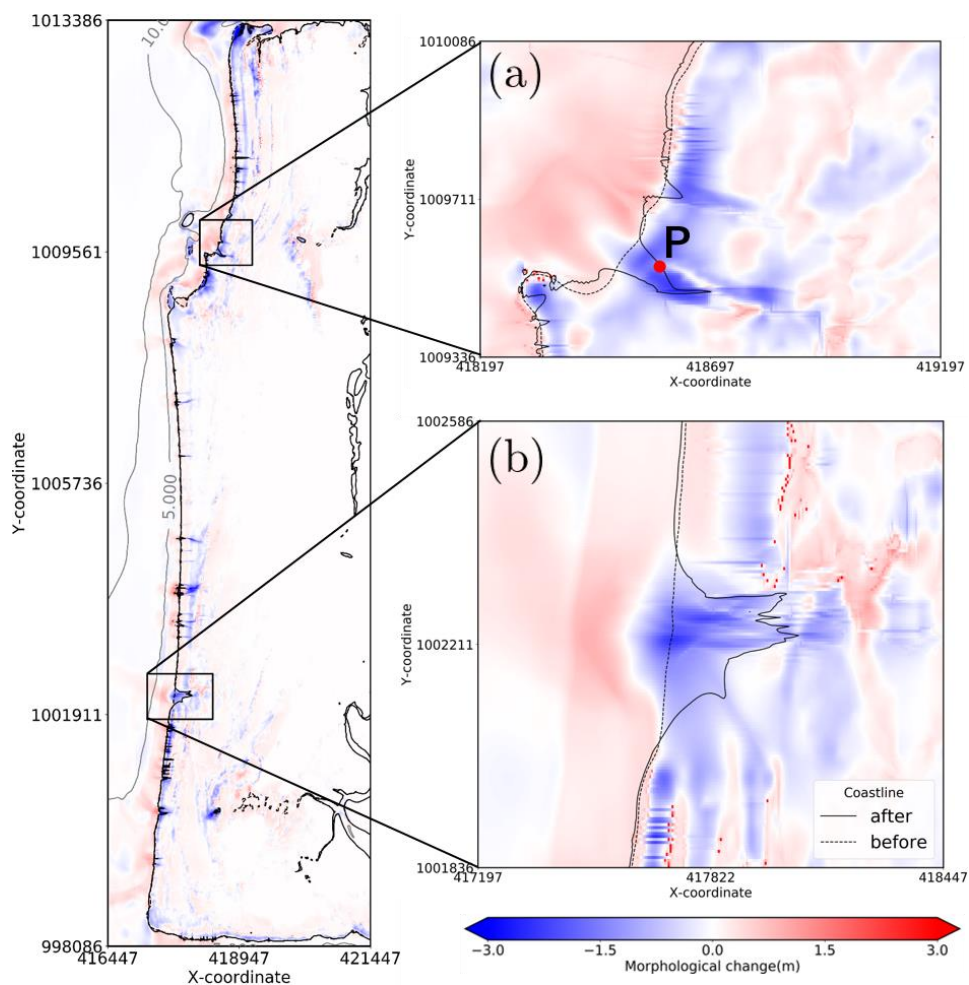 1013386
10.0
1009561
Y-coordinate
1005736
5.000
1001911
998086
416447
418947
421447
X-coordinate
1010086
(a)
Y-coordinate
1009711
P
1009336
418197
418697
419197
X-coordinate
1002586
(b)
Y-coordinate
1002211
Coastline
after
before
1001836
417197
417822
418447
X-coordinate
−3.0
−1.5
0.0
1.5
3.0
Morphological change(m)